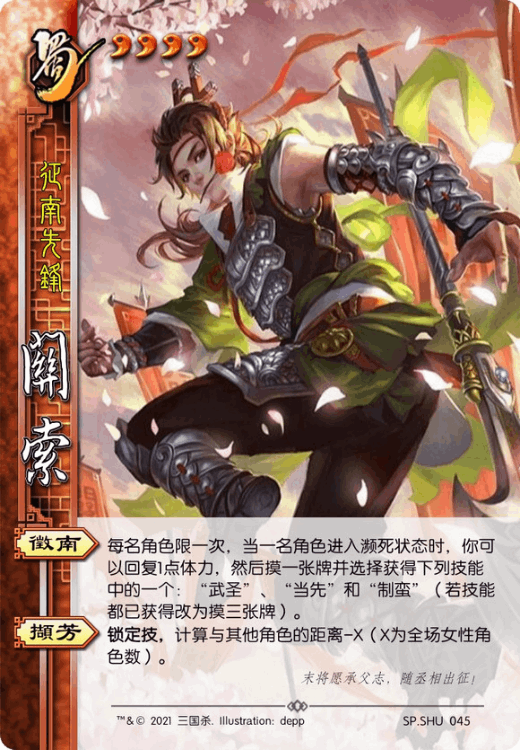 蜀
征南先鋒
關索
徵南
每名角色限一次，当一名角色进入濒死状态时，你可
以回复1点体力，然后摸一张牌并选择获得下列技能
中的一个：“武圣”、“当先”和“制蛮”（若技能
都已获得改为摸三张牌）。
擷芳
锁定技，计算与其他角色的距离-X（X为全场女性角
色数）。
末将愿承父志，随丞相出征！
™&© 2021 三国杀. Illustration: depp
SP.SHU 045